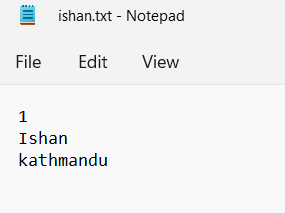 ishan.txt - Notepad
File Edit View
1
Ishan
kathmandu